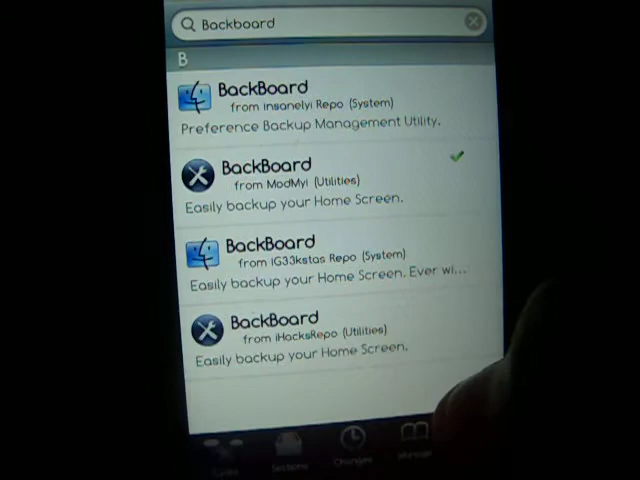 Backboard
B
BackBoard
from insanelyi Repo (System)
Preference Backup Management Utility.
BackBoard
from ModMyi (Utilities)
Easily backup your Home Screen.
BackBoard
from iG33kstas Repo (System)
Easily backup your Home Screen. Ever wi...
BackBoard
from iHacksRepo (Utilities)
Easily backup your Home Screen.
Sections
Changes